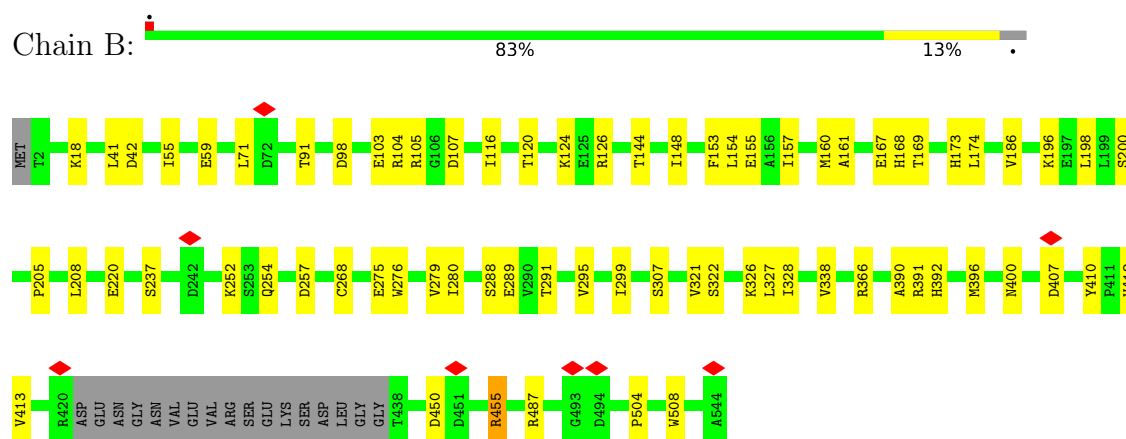 Chain B:
83%
13%
MET T2 K18 L41 D42 I55 E59 L71 D72 T91 D98 E103 R104 R105 G106 D107 I116 T120 K124 E125 R126 T144 I148 F153 L154 E155 A156 I157 M160 A161 E167 H168 T169 H173 L174 V186 K196 E197 L198 L199 S200
P205 L208 E220 S237 D242 K252 S253 Q254 D257 C268 E275 W276 V279 I280 S288 E289 V290 T291 V295 I299 S307 V321 S322 K326 L327 I328 V338 R366 A390 R391 H392 M396 N400 D407 Y410 P411
V413 R420 ASP GLU ASN GLY ASN VAL GLU VAL ARG SER GLU LYS SER ASP LEU GLY GLY T438 D450 D451 R455 R487 G493 D494 P504 W508 A544